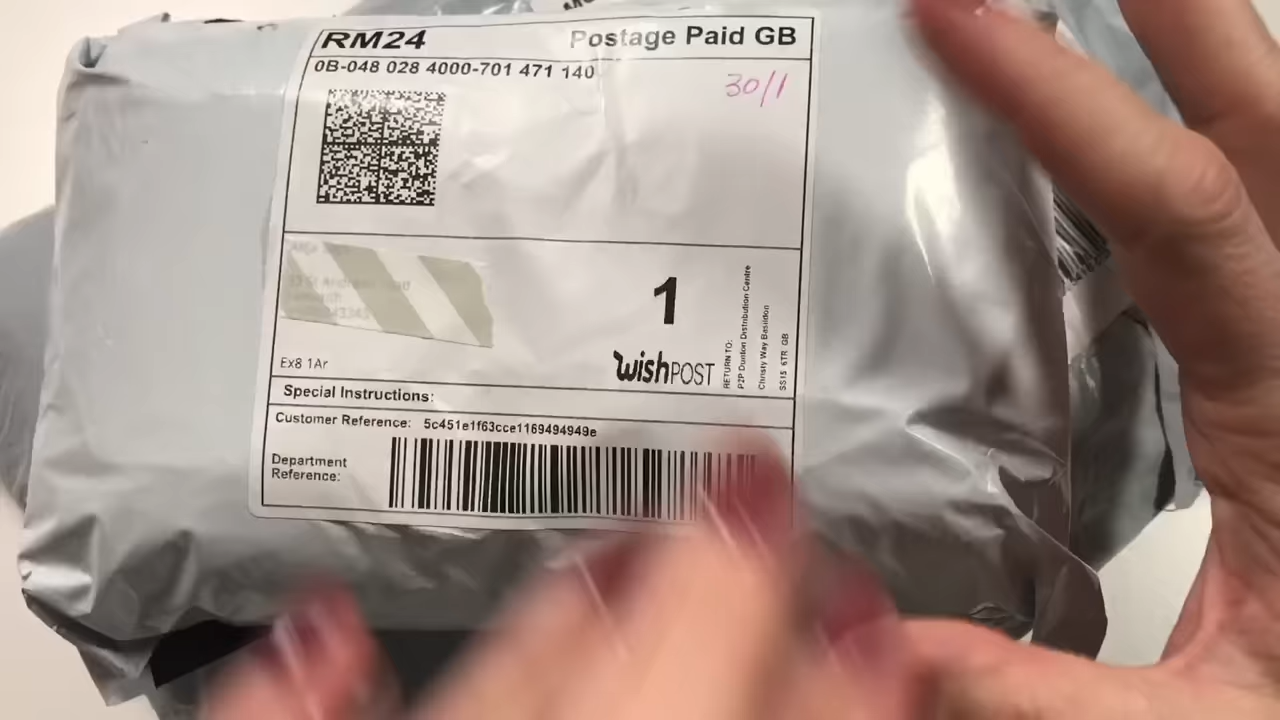 RM24 Postage Paid GB
0B-048 028 4000-701 471 140
30/1
1
Ex8 1Ar
wishPOST
RETURN TO:
P2P Dunton Distribution Centre
Christy Way Basildon
SS15 6TR GB
Special Instructions:
Customer Reference: 5c451e1f63cce1169494949e
Department
Reference: